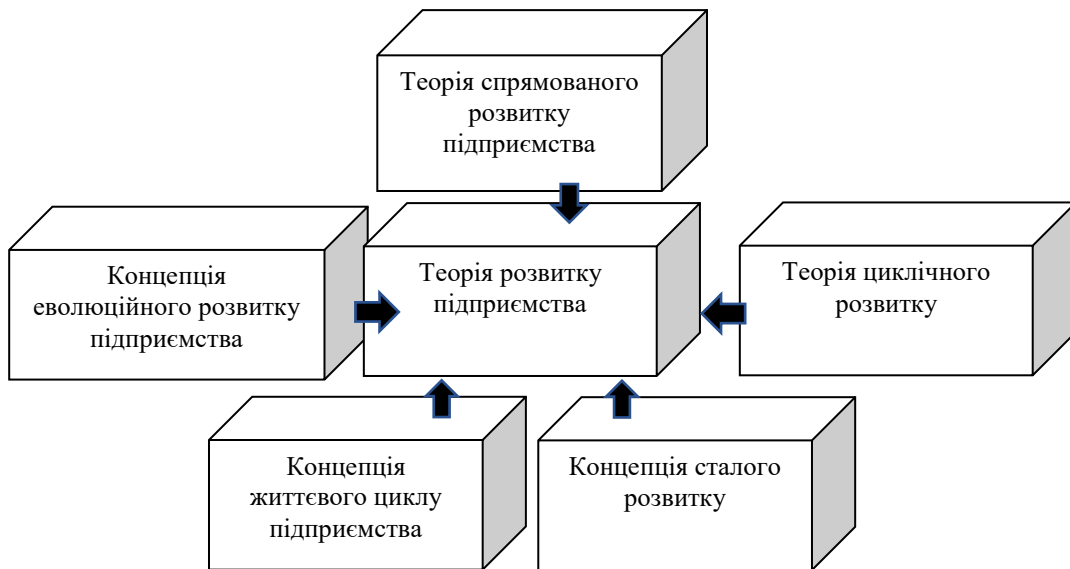 Теорія спрямованого
розвитку
підприємства
Концепція
еволюційного розвитку
підприємства
Теорія розвитку
підприємства
Теорія циклічного
розвитку
Концепція
життєвого циклу
підприємства
Концепція сталого
розвитку